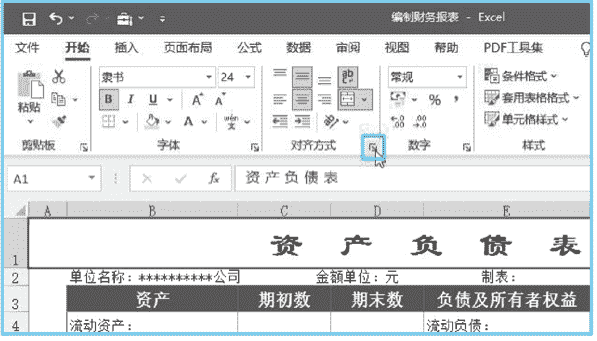 编制财务报表 - Excel
文件 开始 插入 页面布局 公式 数据 审阅 视图 帮助 PDF工具集
粘贴
隶书 24
B I U A A
A wén 文
ab
常规
% ,
.00
条件格式
套用表格格式
单元格样式
剪贴板 字体 对齐方式 数字 样式
A1 fx 资产负债表
A B C D E
1 资产负债表
2 单位名称：**********公司 金额单位：元 制表：
3 资产 期初数 期末数 负债及所有者权益
4 流动资产： 流动负债：